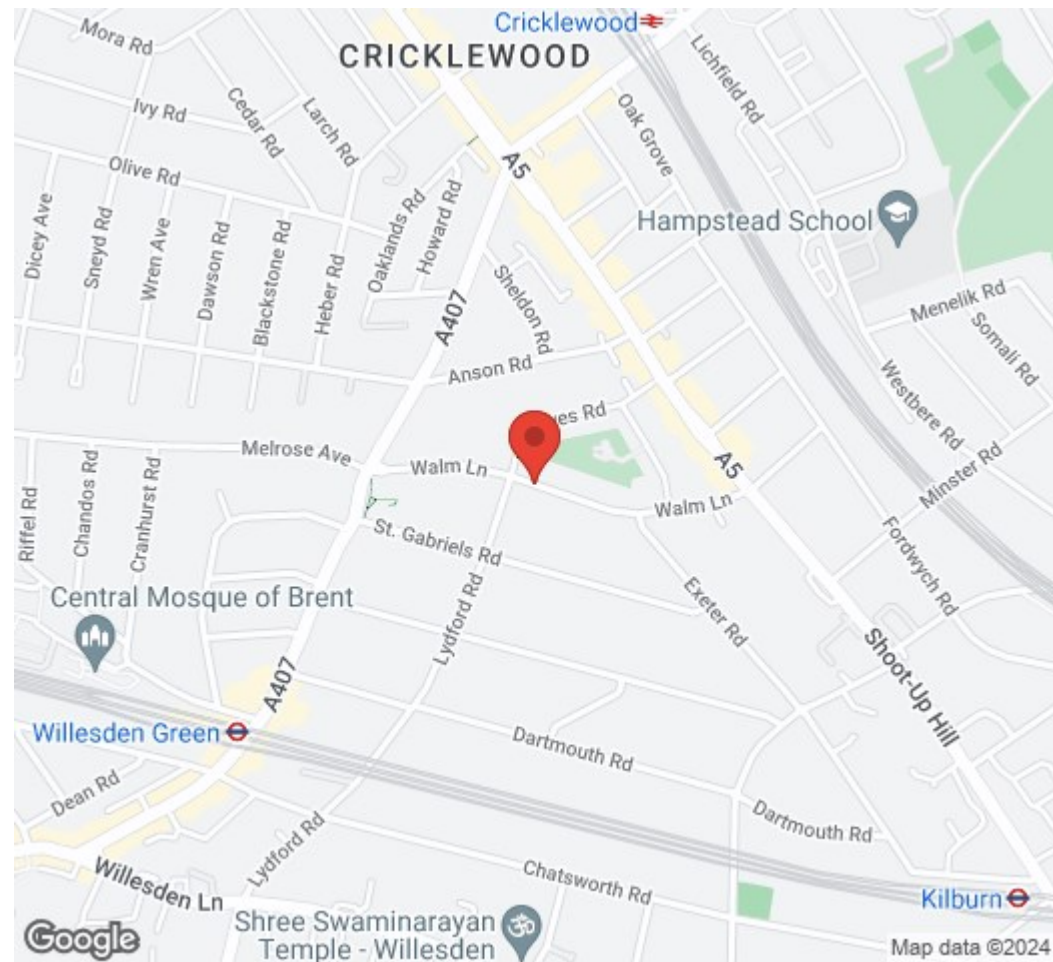 Cricklewood
Mora Rd
CRICKLEWOOD
Lichfield Rd
Ivy Rd
Cedar Rd
Larch Rd
Oak Grove
A5
Olive Rd
Hampstead School
Dicey Ave
Sneyd Rd
Wren Ave
Dawson Rd
Blackstone Rd
Heber Rd
Oaklands Rd
Howard Rd
Sheldon Rd
Menelik Rd
Somali Rd
A407
Anson Rd
Westbere Rd
Melrose Ave
Walm Ln
A5
Minster Rd
Riffel Rd
Chandos Rd
Cranhurst Rd
Walm Ln
St. Gabriels Rd
Fordwych Rd
Central Mosque of Brent
Lydford Rd
Exeter Rd
A407
Shoot-Up Hill
Willesden Green
Dartmouth Rd
Dean Rd
Dartmouth Rd
Lydford Rd
Willesden Ln
Chatsworth Rd
Kilburn
Shree Swaminarayan
Temple - Willesden
Google
Map data ©2024